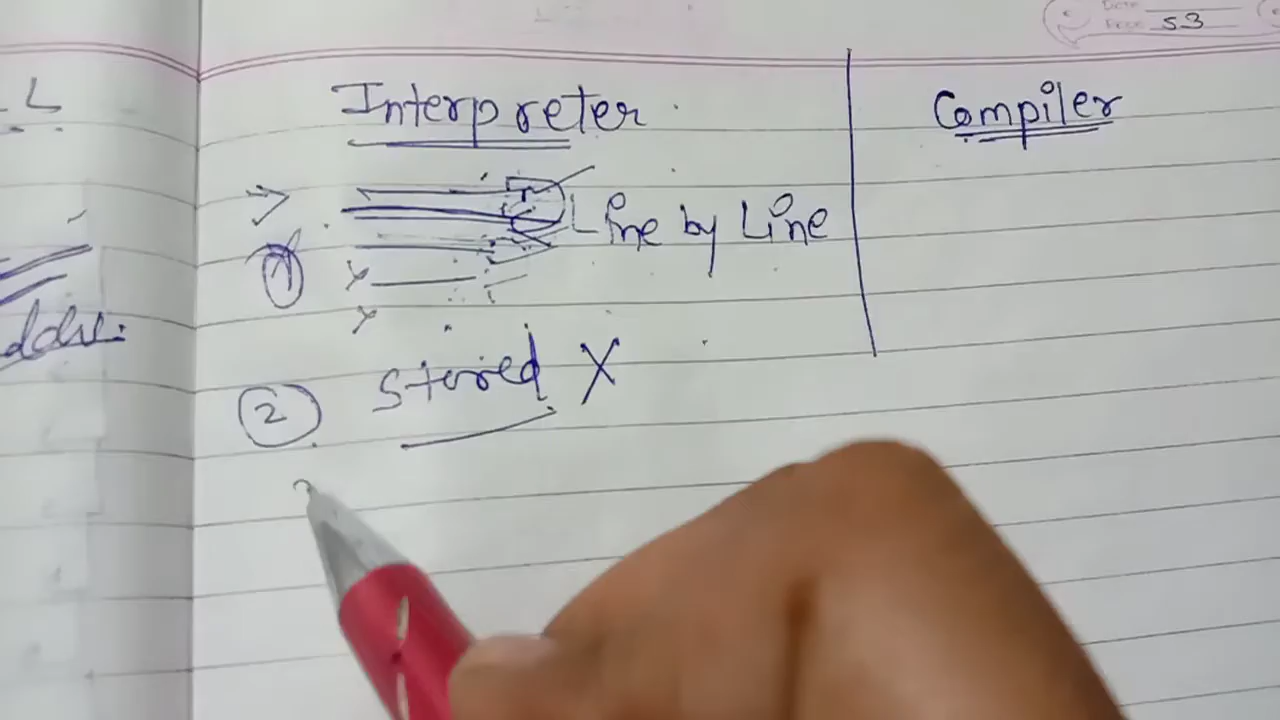 53
Interpreter
Compiler
① Line by Line
② Stored X